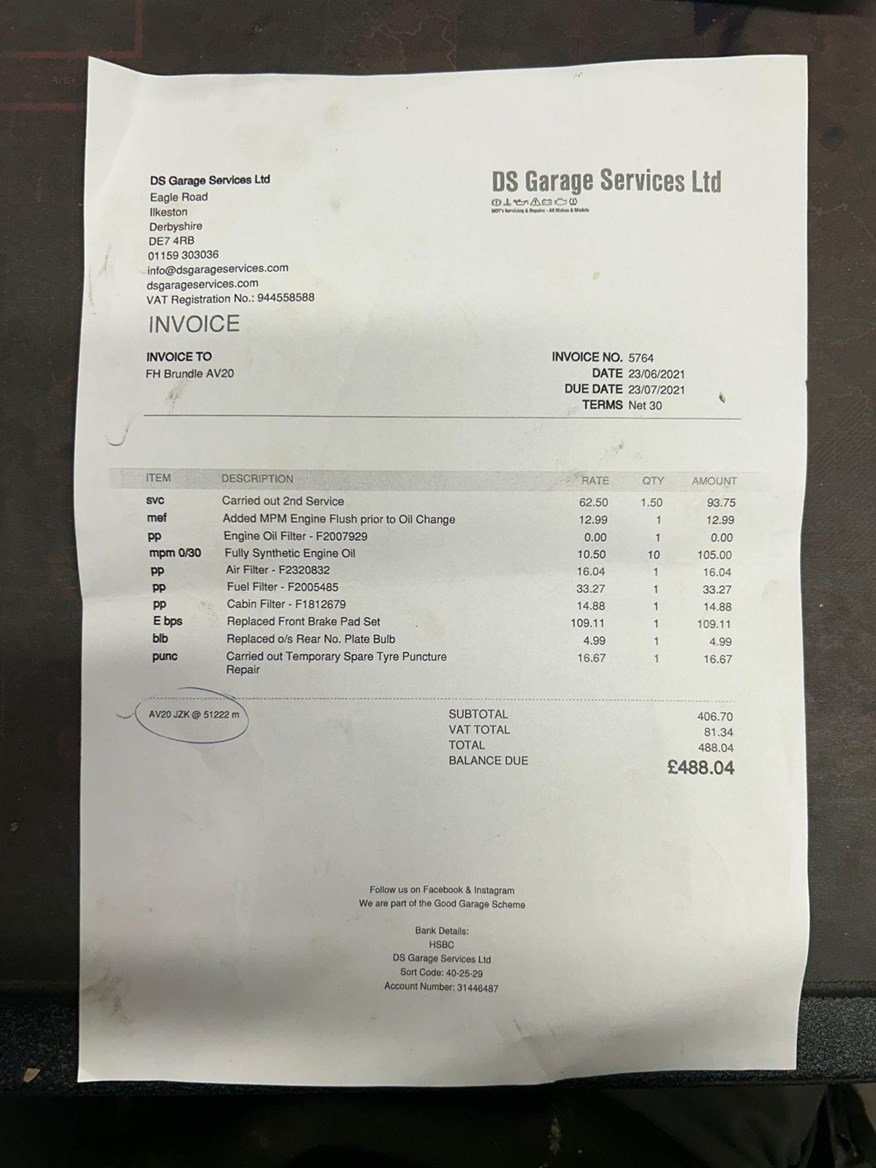 DS Garage Services Ltd
Eagle Road
Ilkeston
Derbyshire
DE7 4RB
01159 303036
info@dsgarageservices.com
dsgarageservices.com
VAT Registration No.: 944558588
DS Garage Services Ltd
MOT's Servicing & Repairs - All Makes & Models
INVOICE
INVOICE TO
FH Brundle AV20
INVOICE NO. 5764
DATE 23/06/2021
DUE DATE 23/07/2021
TERMS Net 30
ITEM DESCRIPTION RATE QTY AMOUNT
svc Carried out 2nd Service 62.50 1.50 93.75
mef Added MPM Engine Flush prior to Oil Change 12.99 1 12.99
pp Engine Oil Filter - F2007929 0.00 1 0.00
mpm 0/30 Fully Synthetic Engine Oil 10.50 10 105.00
pp Air Filter - F2320832 16.04 1 16.04
pp Fuel Filter - F2005485 33.27 1 33.27
pp Cabin Filter - F1812679 14.88 1 14.88
E bps Replaced Front Brake Pad Set 109.11 1 109.11
blb Replaced o/s Rear No. Plate Bulb 4.99 1 4.99
punc Carried out Temporary Spare Tyre Puncture 16.67 1 16.67
Repair
AV20 JZK @ 51222 m
SUBTOTAL 406.70
VAT TOTAL 81.34
TOTAL 488.04
BALANCE DUE £488.04
Follow us on Facebook & Instagram
We are part of the Good Garage Scheme
Bank Details:
HSBC
DS Garage Services Ltd
Sort Code: 40-25-29
Account Number: 31446487